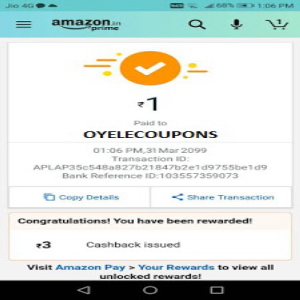 Jio 4G
68% 1:06 PM
amazon.in
prime
₹1
Paid to
OYELECOUPONS
01:06 PM,31 Mar 2099
Transaction ID:
APLAP35c548a827b21847b2e1d9755be1d9
Bank Reference ID:103557359073
Copy Details
Share Transaction
Congratulations! You have been rewarded!
₹3 Cashback issued
Visit Amazon Pay > Your Rewards to view all
unlocked rewards!